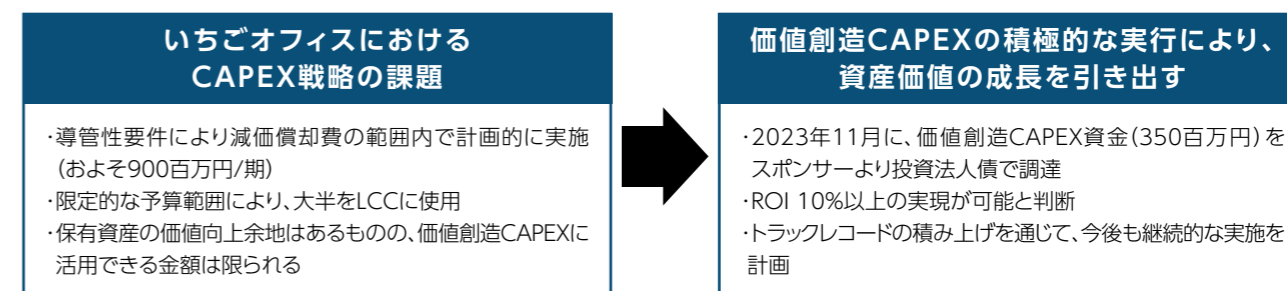 いちごオフィスにおける
CAPEX戦略の課題
・導管性要件により減価償却費の範囲内で計画的に実施
(およそ900百万円/期)
・限定的な予算範囲により、大半をLCCに使用
・保有資産の価値向上余地はあるものの、価値創造CAPEXに
活用できる金額は限られる
価値創造CAPEXの積極的な実行により、
資産価値の成長を引き出す
・2023年11月に、価値創造CAPEX資金(350百万円)を
スポンサーより投資法人債で調達
・ROI 10%以上の実現が可能と判断
・トラックレコードの積み上げを通じて、今後も継続的な実施を
計画